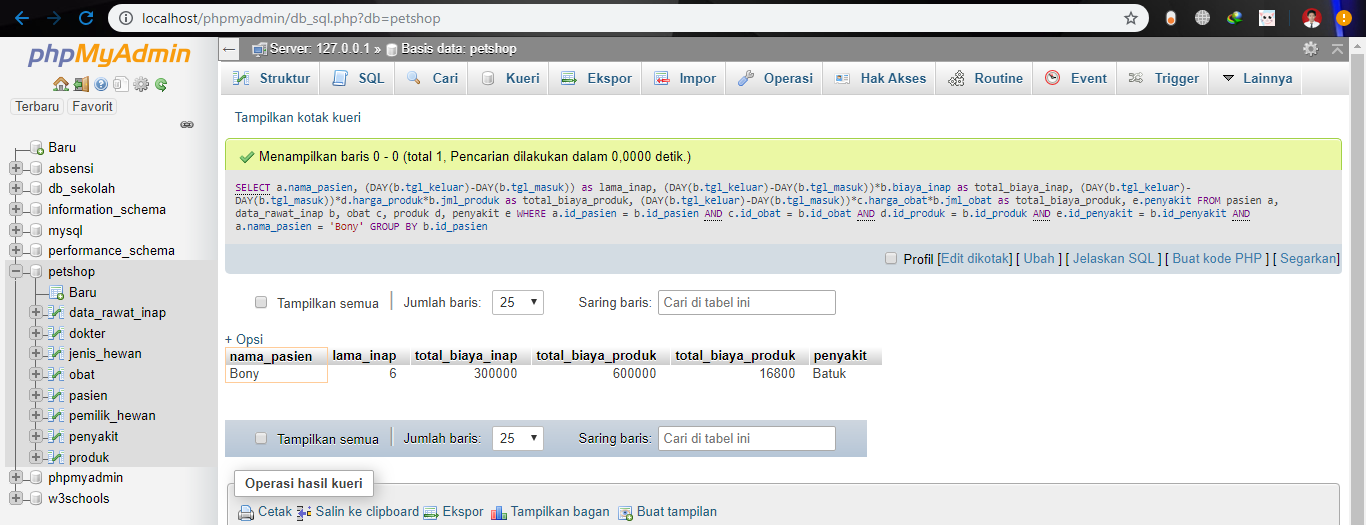 localhost/phpmyadmin/db_sql.php?db=petshop
phpMyAdmin
Terbaru Favorit
Baru
absensi
db_sekolah
information_schema
mysql
performance_schema
petshop
Baru
data_rawat_inap
dokter
jenis_hewan
obat
pasien
pemilik_hewan
penyakit
produk
phpmyadmin
w3schools
Server: 127.0.0.1 » Basis data: petshop
Struktur SQL Cari Kueri Ekspor Impor Operasi Hak Akses Routine Event Trigger Lainnya
Tampilkan kotak kueri
Menampilkan baris 0 - 0 (total 1, Pencarian dilakukan dalam 0,0000 detik.)
SELECT a.nama_pasien, (DAY(b.tgl_keluar)-DAY(b.tgl_masuk)) as lama_inap, (DAY(b.tgl_keluar)-DAY(b.tgl_masuk))*b.biaya_inap as total_biaya_inap, (DAY(b.tgl_keluar)-
DAY(b.tgl_masuk))*d.harga_produk*b.jml_produk as total_biaya_produk, (DAY(b.tgl_keluar)-DAY(b.tgl_masuk))*c.harga_obat*b.jml_obat as total_biaya_produk, e.penyakit FROM pasien a,
data_rawat_inap b, obat c, produk d, penyakit e WHERE a.id_pasien = b.id_pasien AND c.id_obat = b.id_obat AND d.id_produk = b.id_produk AND e.id_penyakit = b.id_penyakit AND
a.nama_pasien = 'Bony' GROUP BY b.id_pasien
Profil [Edit dikotak] [ Ubah ] [ Jelaskan SQL ] [ Buat kode PHP ] [ Segarkan]
Tampilkan semua Jumlah baris: 25 Saring baris: Cari di tabel ini
+ Opsi
nama_pasien lama_inap total_biaya_inap total_biaya_produk total_biaya_produk penyakit
Bony 6 300000 600000 16800 Batuk
Tampilkan semua Jumlah baris: 25 Saring baris: Cari di tabel ini
Operasi hasil kueri
Cetak Salin ke clipboard Ekspor Tampilkan bagan Buat tampilan